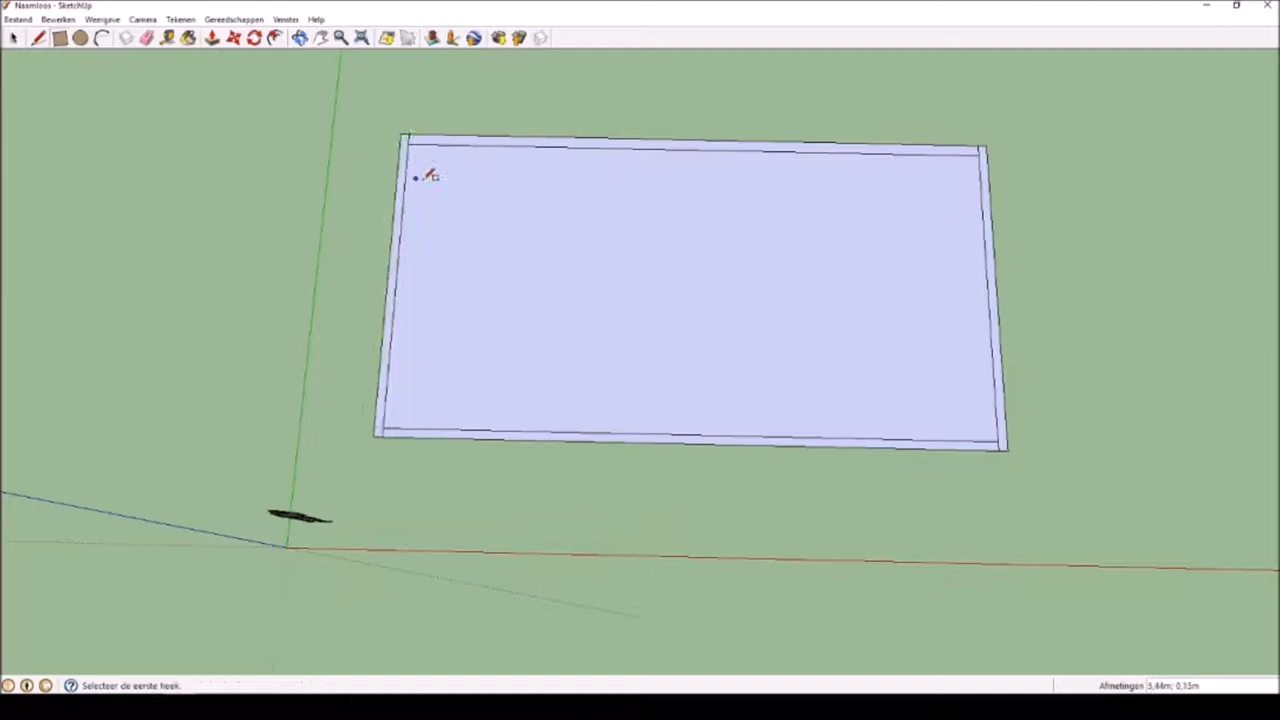 Naamloos - SketchUp
Bestand Bewerken Weergave Camera Tekenen Gereedschappen Venster Help
Selecteer de eerste hoek.
Afmetingen 5,44m; 0,15m